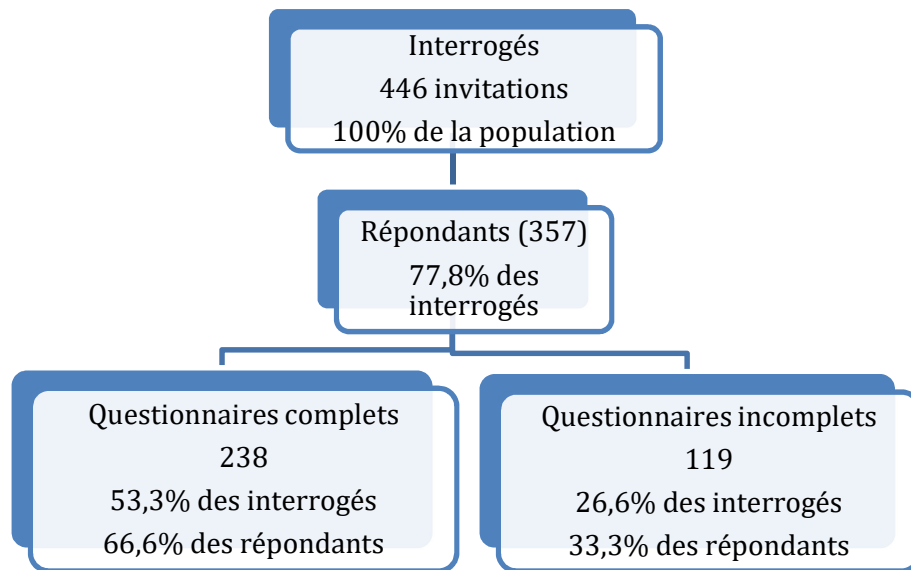 Interrogés
446 invitations
100% de la population
Répondants (357)
77,8% des
interrogés
Questionnaires complets
238
53,3% des interrogés
66,6% des répondants
Questionnaires incomplets
119
26,6% des interrogés
33,3% des répondants